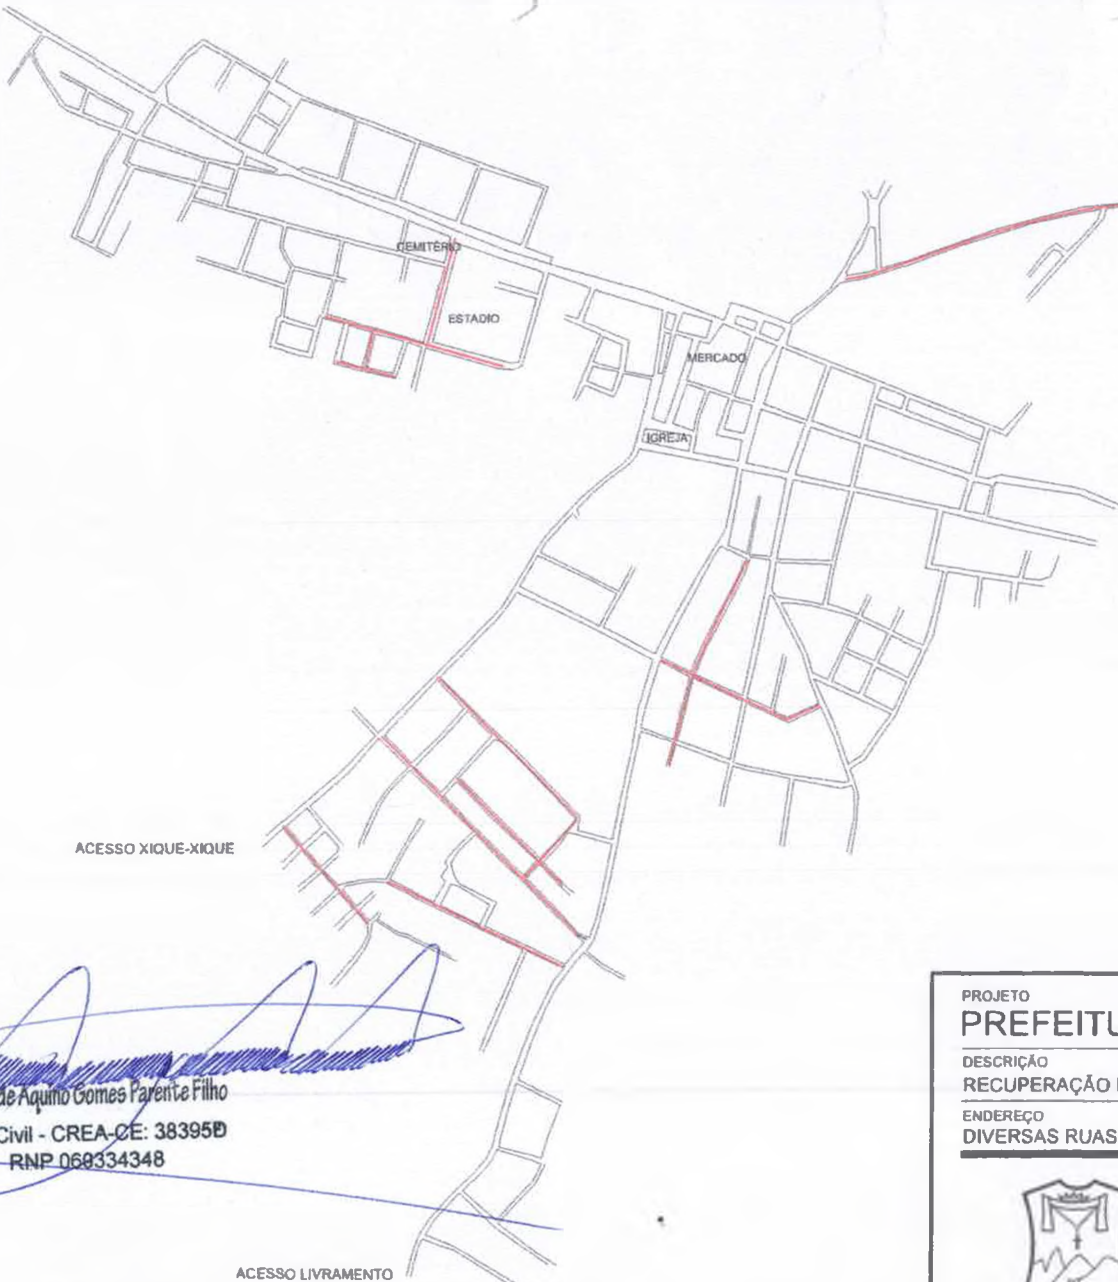 CEMITÉRIO
ESTADIO
MERCADO
IGREJA
ACESSO XIQUE-XIQUE
de Aquino Gomes Parente Filho
Civil - CREA-CE: 38395D
RNP 060334348
ACESSO LIVRAMENTO
PROJETO
PREFEITU
DESCRIÇÃO
RECUPERAÇÃO
ENDEREÇO
DIVERSAS RUAS